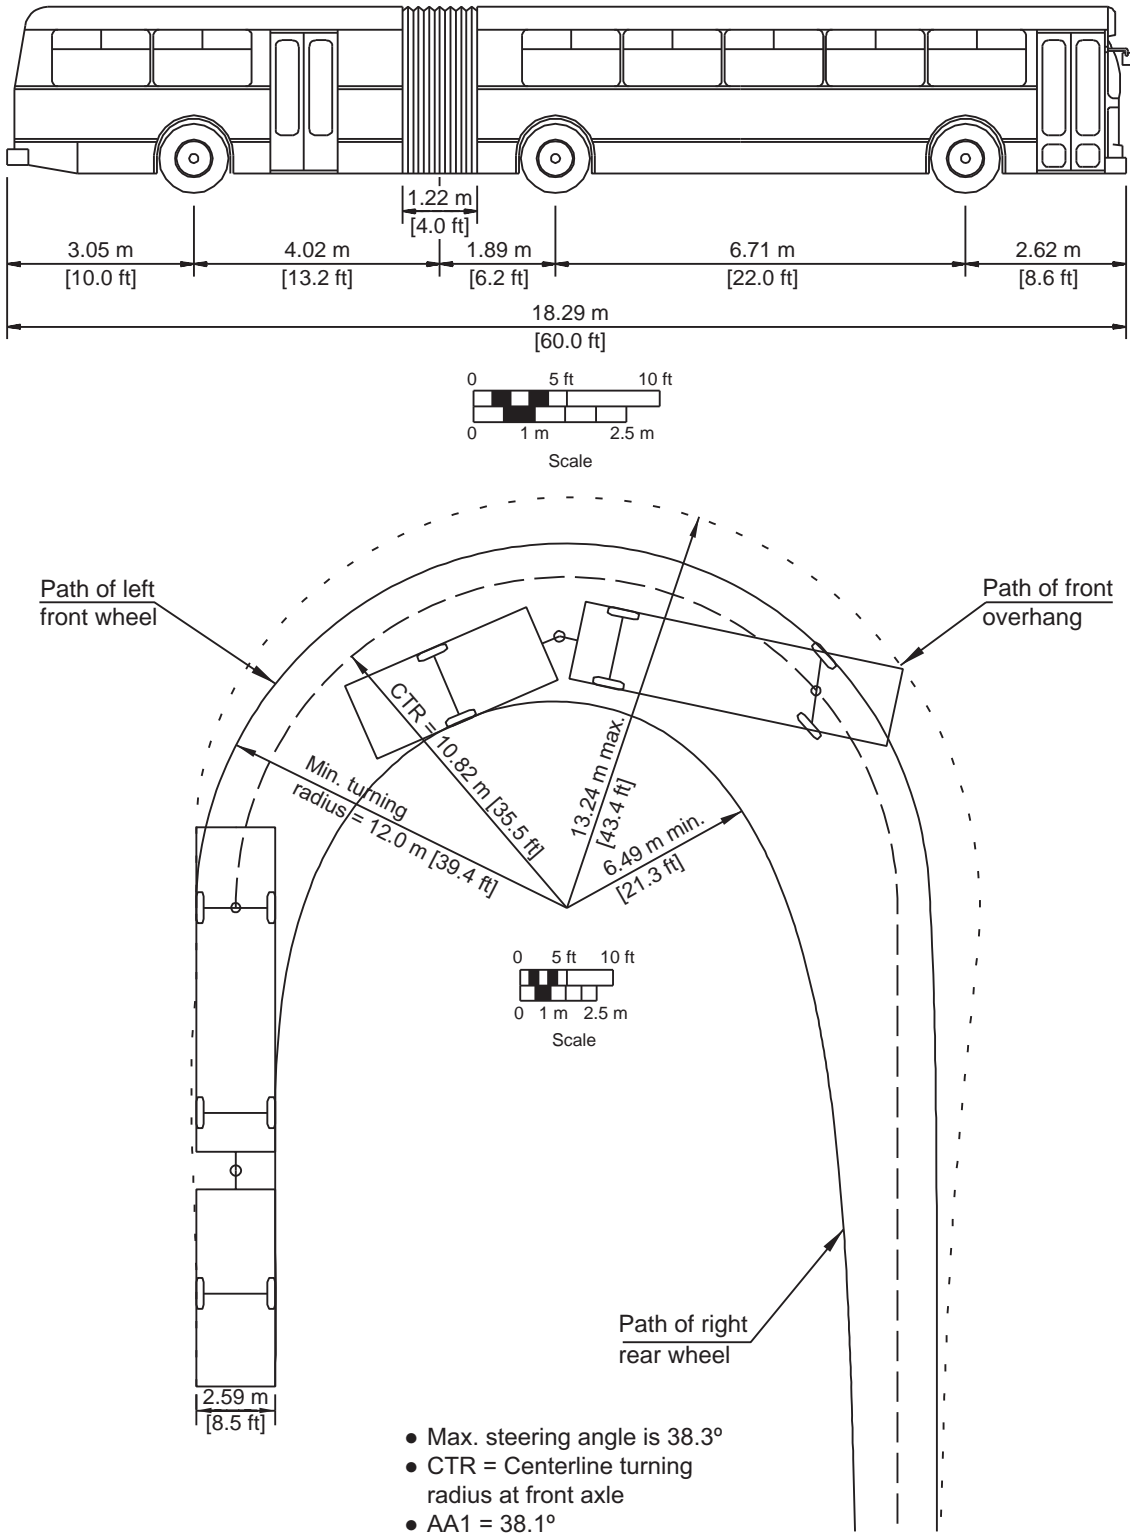 1.22 m
[4.0 ft]
3.05 m
[10.0 ft]
4.02 m
[13.2 ft]
1.89 m
[6.2 ft]
6.71 m
[22.0 ft]
2.62 m
[8.6 ft]
18.29 m
[60.0 ft]
0 5 ft 10 ft
0 1 m 2.5 m
Scale
Path of left
front wheel
Path of front
overhang
CTR = 10.82 m [35.5 ft]
Min. turning
radius = 12.0 m [39.4 ft]
13.24 m max.
[43.4 ft]
6.49 m min.
[21.3 ft]
0 5 ft 10 ft
0 1 m 2.5 m
Scale
Path of right
rear wheel
2.59 m
[8.5 ft]
● Max. steering angle is 38.3º
● CTR = Centerline turning
radius at front axle
● AA1 = 38.1º